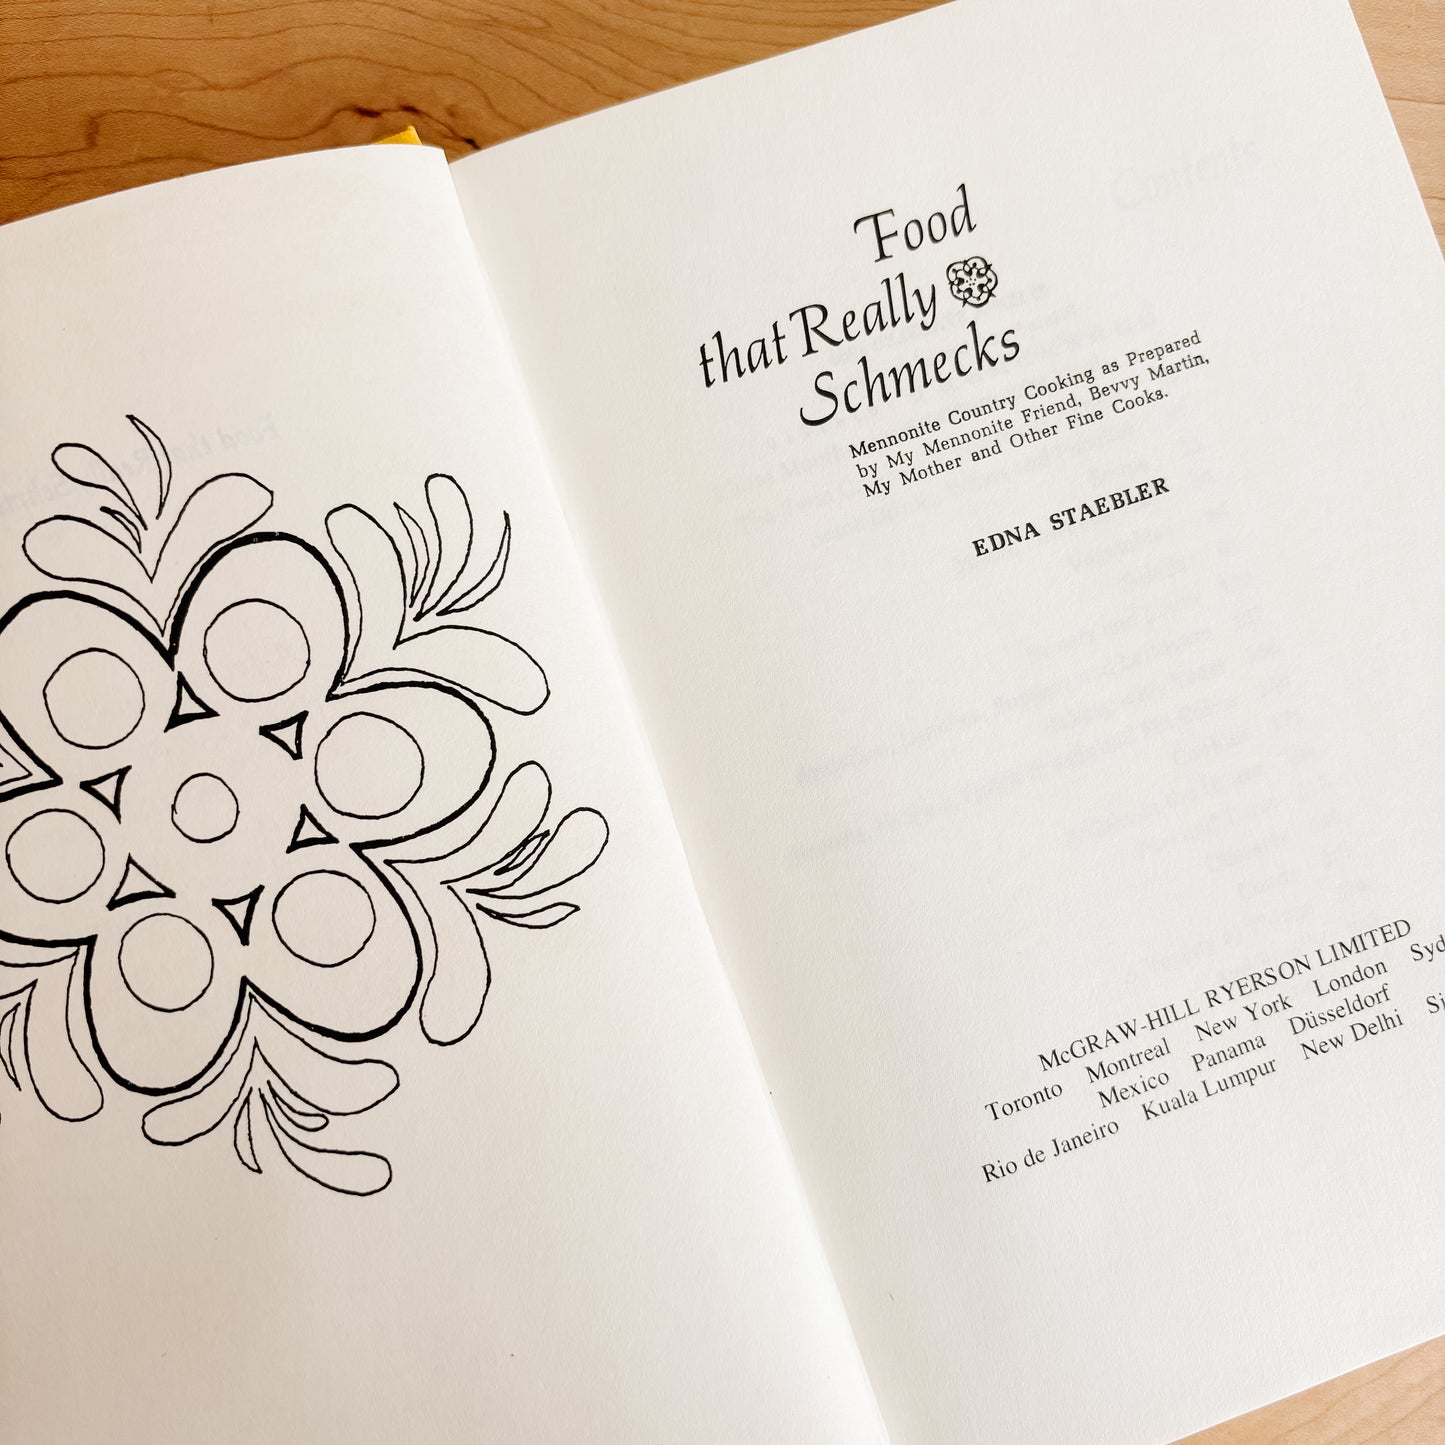 Food
that Really
Schmecks
Mennonite Country Cooking as Prepared
by My Mennonite Friend, Bevvy Martin,
My Mother and Other Fine Cooks.
EDNA STAEBLER
McGRAW-HILL RYERSON LIMITED
Toronto Montreal New York London
Mexico Panama Düsseldorf
Rio de Janeiro Kuala Lumpur New Delhi
Contents